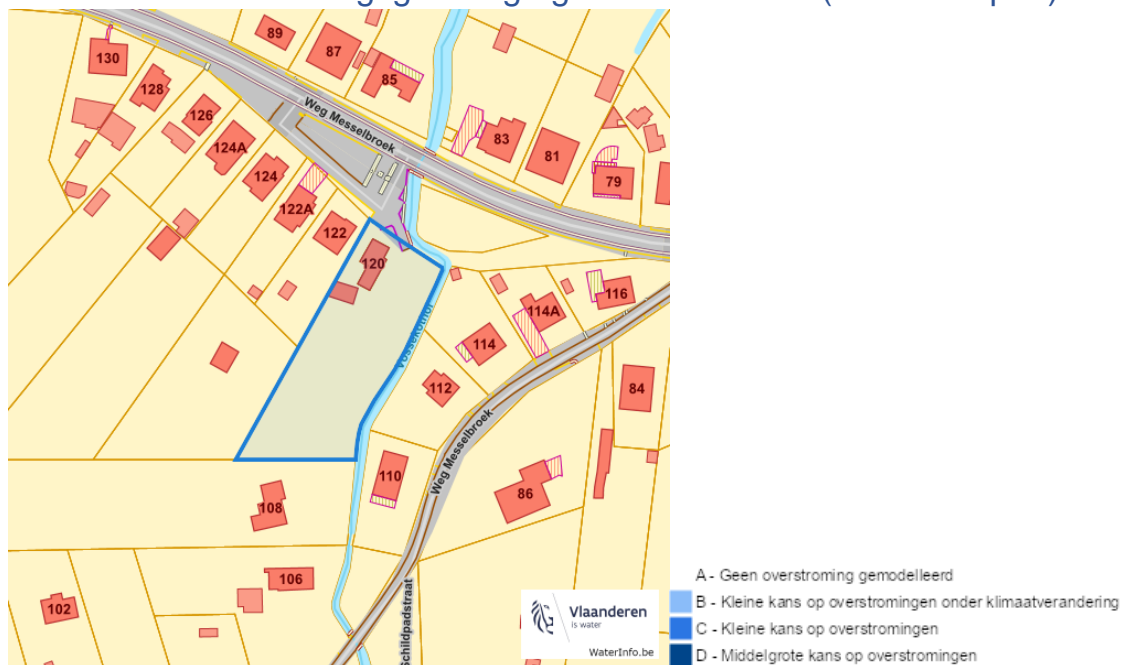 130
128
126
124A
124
122A
122
120
89
87
85
83
81
79
Weg Messelbroek
116
114A
114
112
110
108
106
102
86
84
Vossekothof
Weg Messelbroek
Schildpadstraat
Vlaanderen
is water
WaterInfo.be
A - Geen overstroming gemodelleerd
B - Kleine kans op overstromingen onder klimaatverandering
C - Kleine kans op overstromingen
D - Middelgrote kans op overstromingen